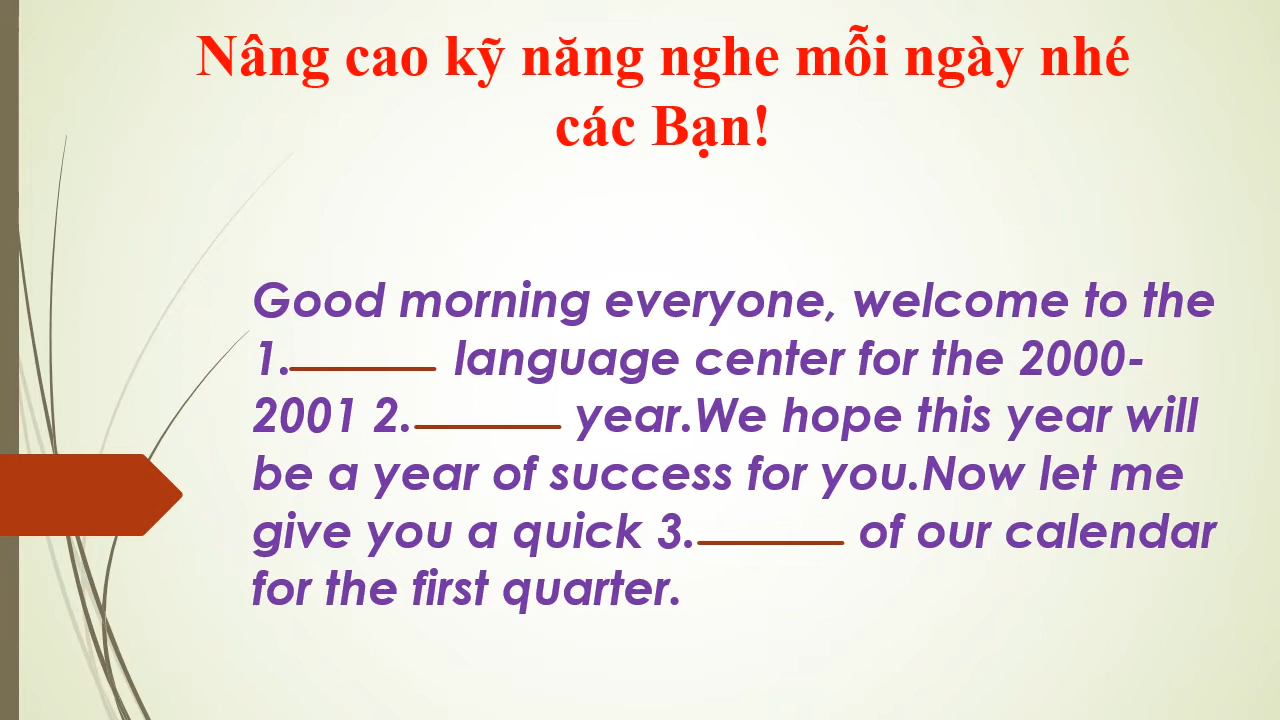 Nâng cao kỹ năng nghe mỗi ngày nhé
các Bạn!
Good morning everyone, welcome to the
1.______ language center for the 2000-
2001 2.______ year.We hope this year will
be a year of success for you.Now let me
give you a quick 3.______ of our calendar
for the first quarter.